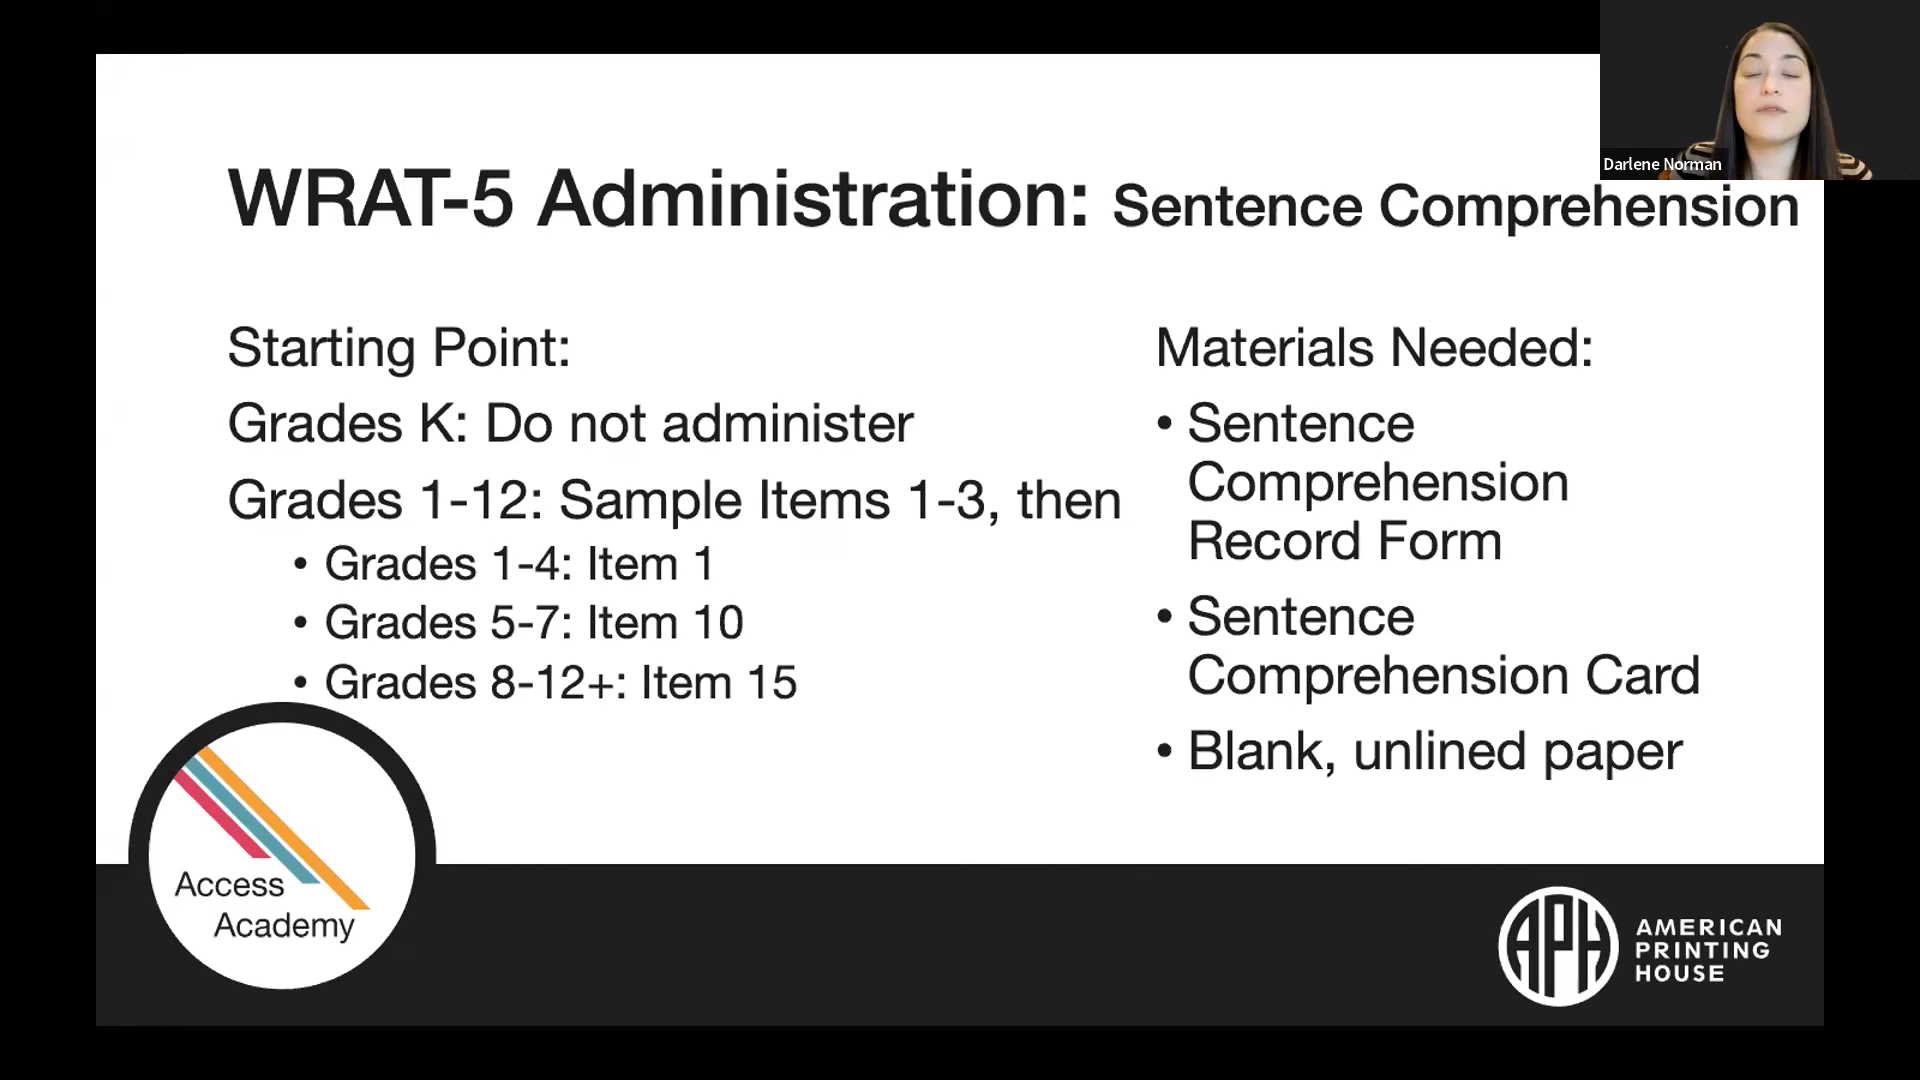 Darlene Norman
WRAT-5 Administration: Sentence Comprehension
Starting Point:
Grades K: Do not administer
Grades 1-12: Sample Items 1-3, then
• Grades 1-4: Item 1
• Grades 5-7: Item 10
• Grades 8-12+: Item 15
Materials Needed:
• Sentence
Comprehension
Record Form
• Sentence
Comprehension Card
• Blank, unlined paper
Access
Academy
APH
AMERICAN
PRINTING
HOUSE